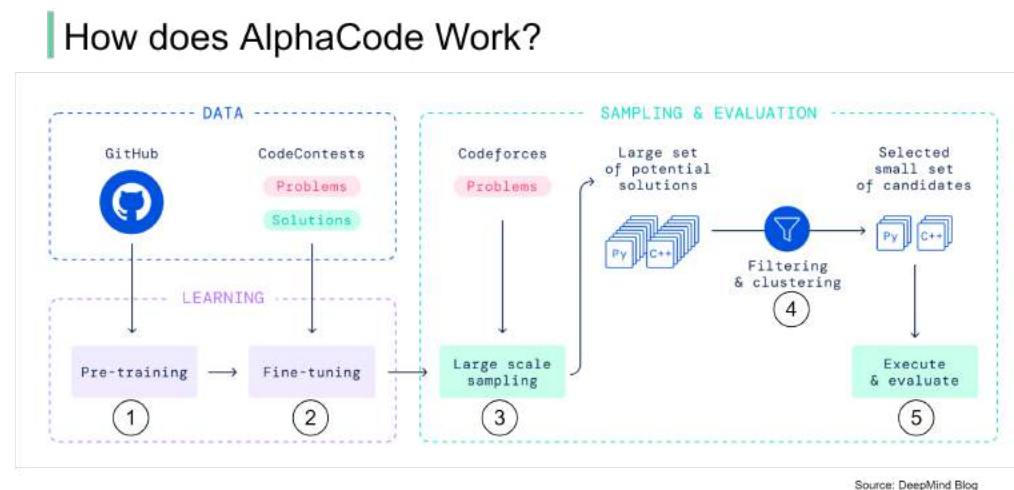 How does AlphaCode Work?
DATA
GitHub
CodeContests
Problems
Solutions
LEARNING
Pre-training
Fine-tuning
1
2
SAMPLING & EVALUATION
Codeforces
Problems
Large scale
sampling
3
Large set
of potential
solutions
Py
C++
Filtering
& clustering
4
Selected
small set
of candidates
Py
C++
Execute
& evaluate
5
Source: DeepMind Blog